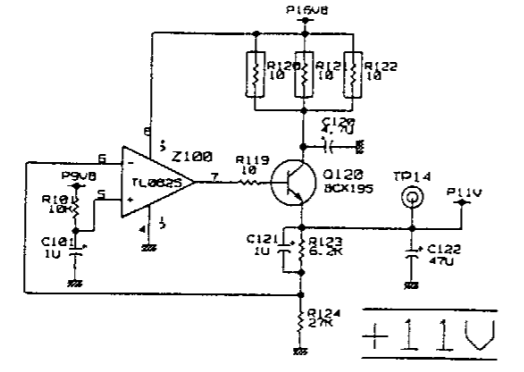 P16V8
R120
10
R121
10
R122
10
C120
4.7U
8
Z100
6
-
TL082S
7
R119
10
Q120
BCX19S
TP14
P11V
P9V8
R101
10K
5
+
4
C101
1U
C121
1U
R123
6.2K
C122
47U
R124
27K
+11V